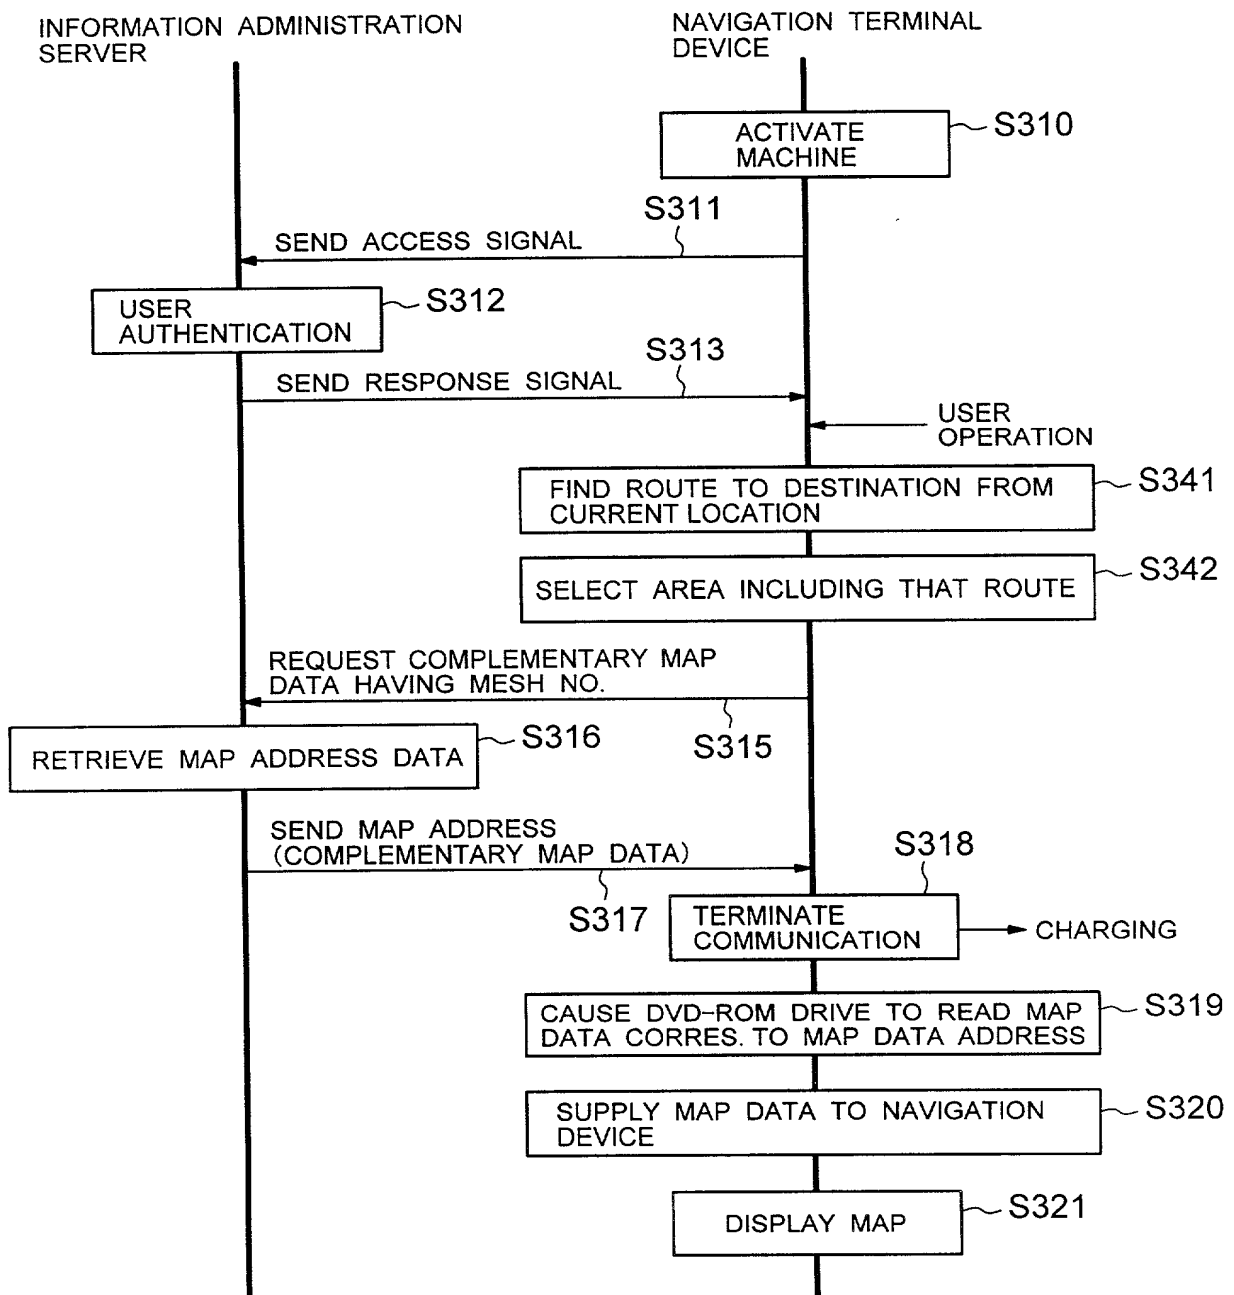 INFORMATION ADMINISTRATION
SERVER
NAVIGATION TERMINAL
DEVICE
ACTIVATE
MACHINE
S310
S311
SEND ACCESS SIGNAL
USER
AUTHENTICATION
S312
S313
SEND RESPONSE SIGNAL
USER
OPERATION
FIND ROUTE TO DESTINATION FROM
CURRENT LOCATION
S341
SELECT AREA INCLUDING THAT ROUTE
S342
REQUEST COMPLEMENTARY MAP
DATA HAVING MESH NO.
S315
RETRIEVE MAP ADDRESS DATA
S316
SEND MAP ADDRESS
(COMPLEMENTARY MAP DATA)
S317
S318
TERMINATE
COMMUNICATION
CHARGING
CAUSE DVD-ROM DRIVE TO READ MAP
DATA CORRES. TO MAP DATA ADDRESS
S319
SUPPLY MAP DATA TO NAVIGATION
DEVICE
S320
DISPLAY MAP
S321